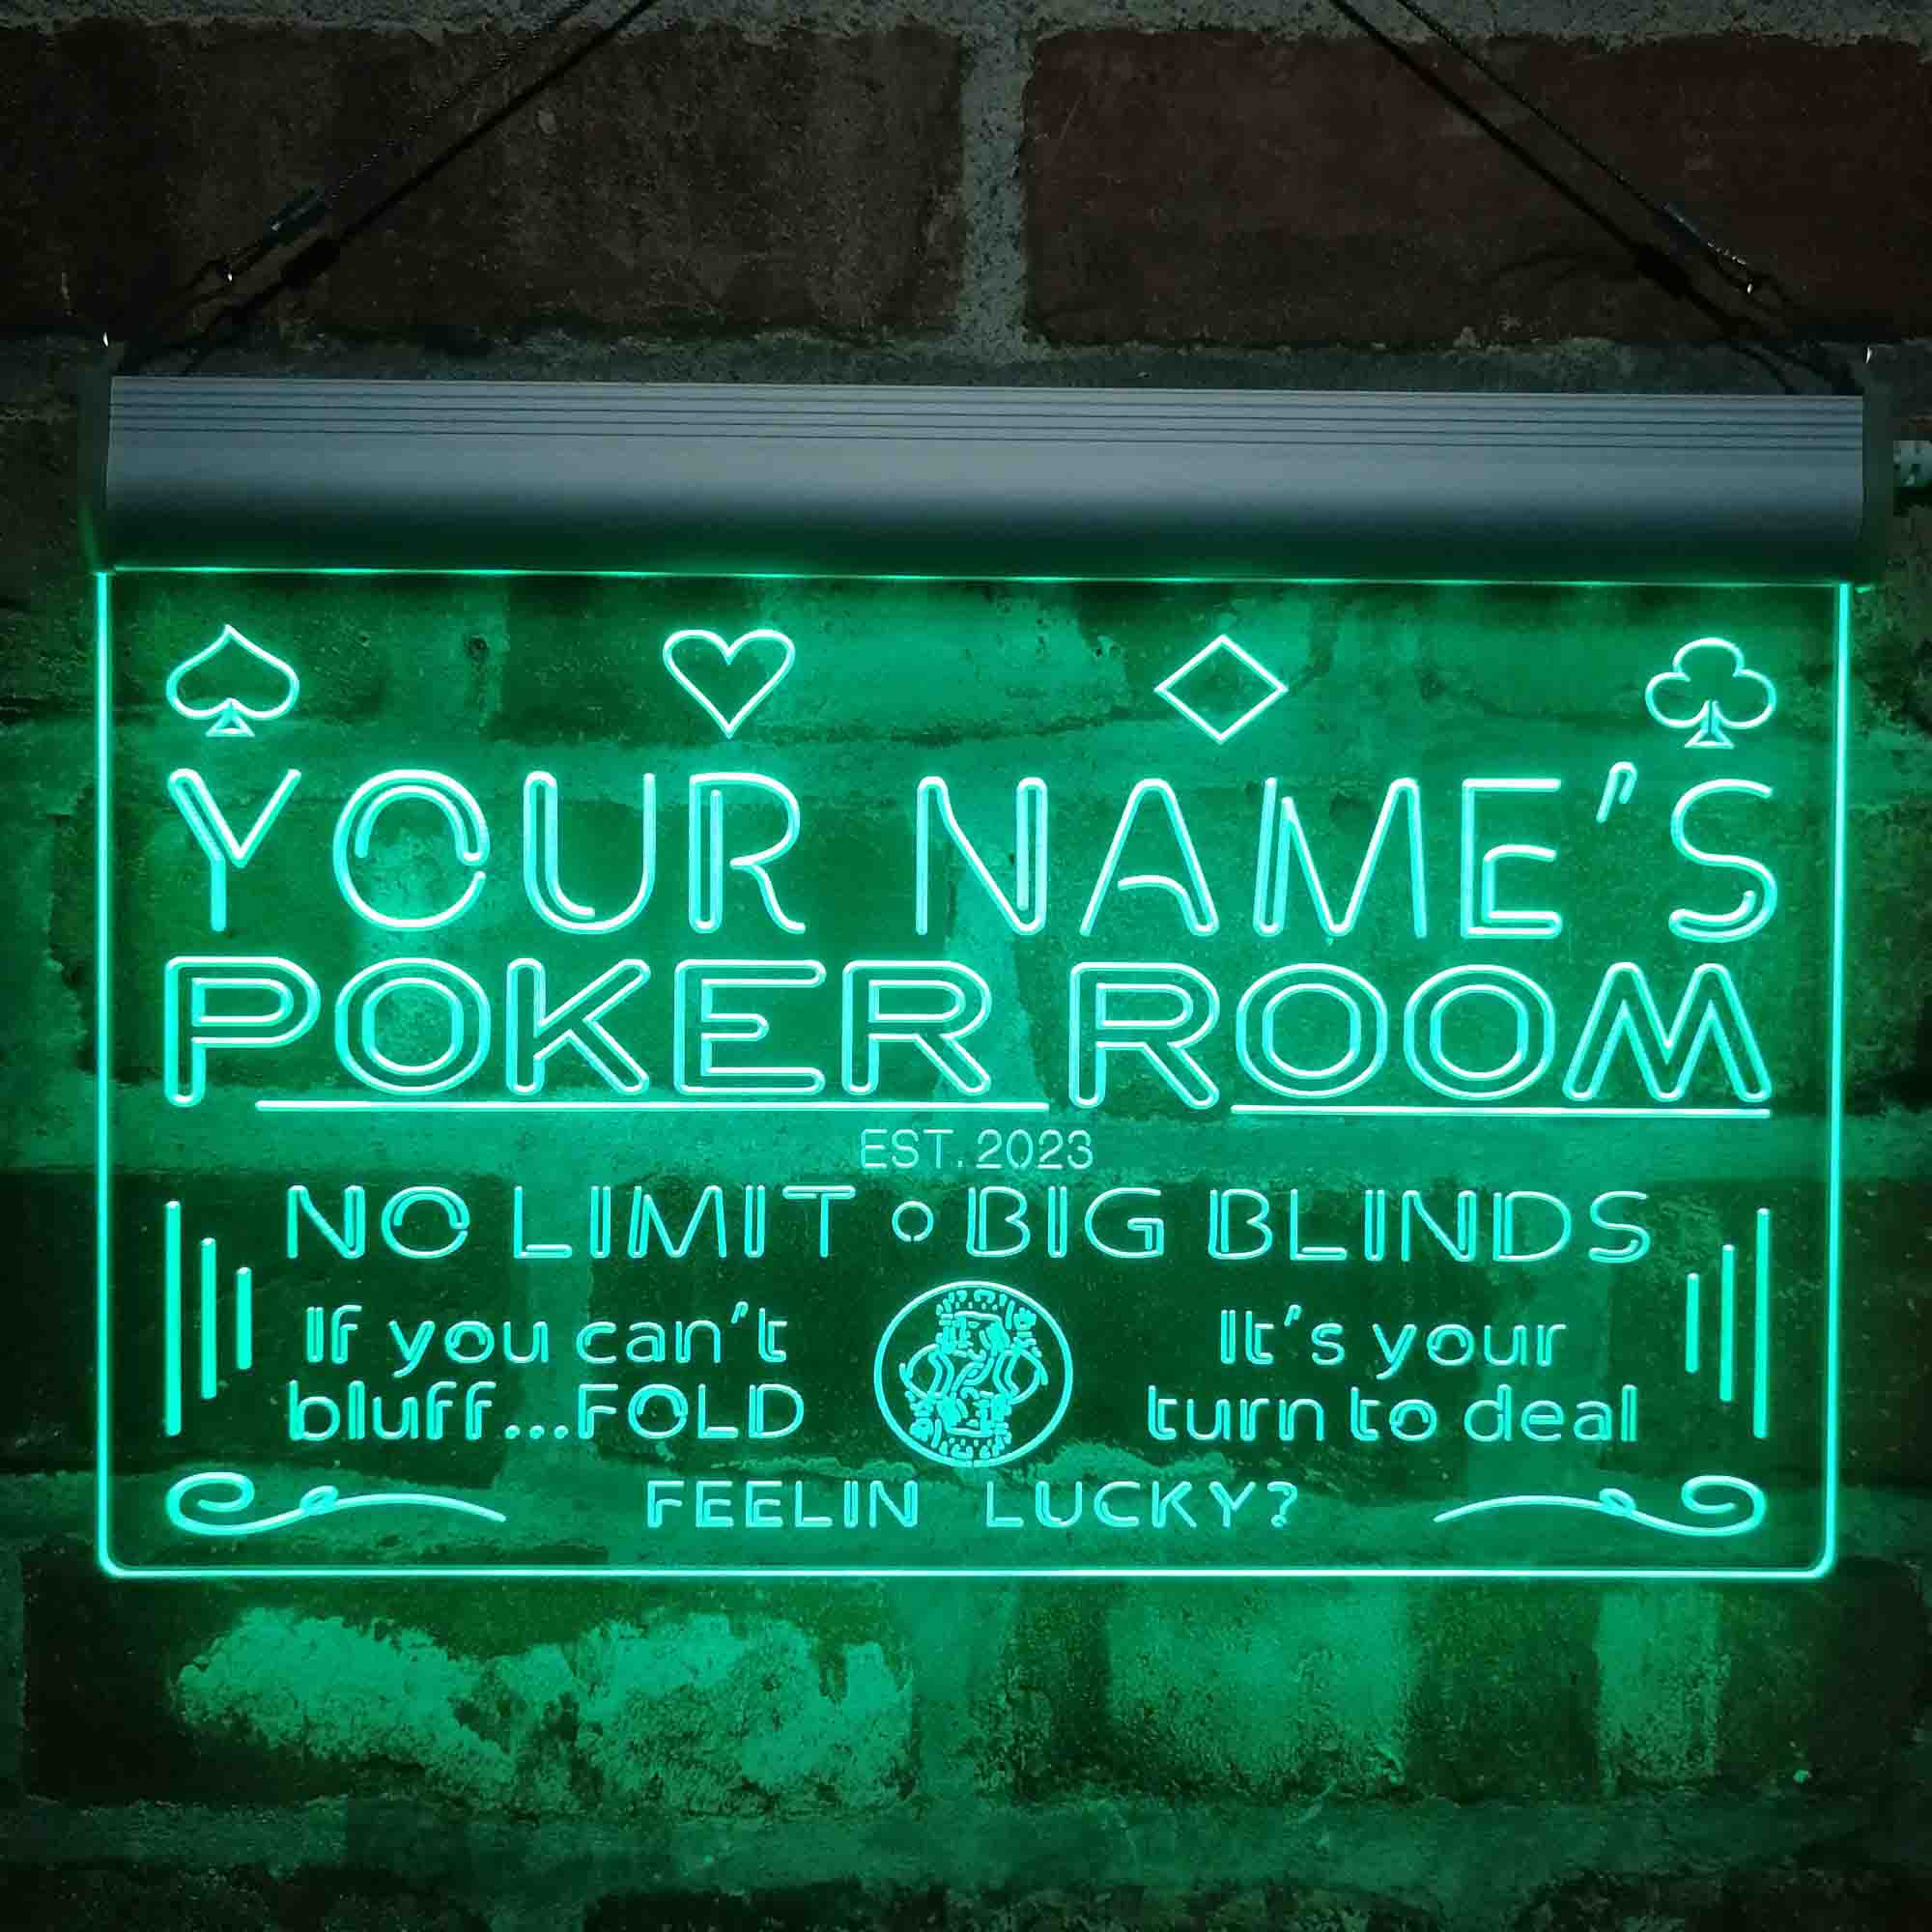 YOUR NAME'S
POKER ROOM
EST. 2023
NO LIMIT ○ BIG BLINDS
If you can't
bluff...FOLD
It's your
turn to deal
FEELIN LUCKY?